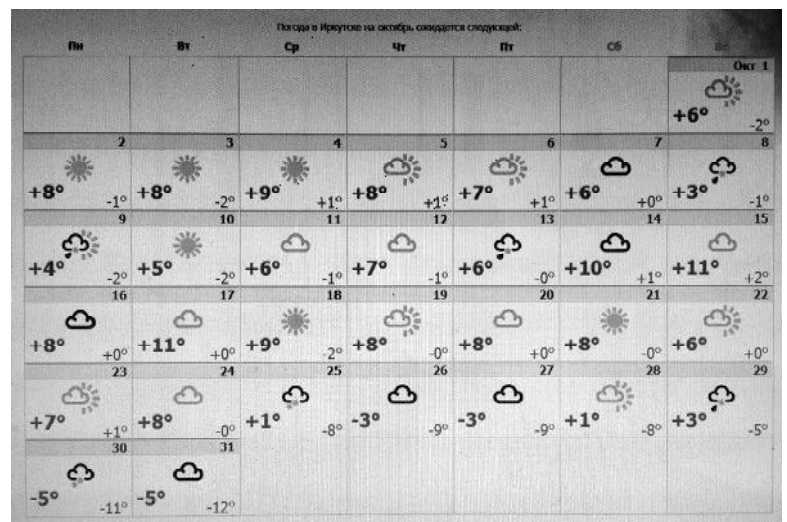 Погода в Иркутске на октябрь ожидается следующей:
Пн Вт Ср Чт Пт Сб Вс
Окт 1
+6° -2°
2 3 4 5 6 7 8
+8° -1° +8° -2° +9° +1° +8° +1° +7° +1° +6° +0° +3° -1°
9 10 11 12 13 14 15
+4° -2° +5° -2° +6° -1° +7° -1° +6° -0° +10° +1° +11° +2°
16 17 18 19 20 21 22
+8° +0° +11° +0° +9° -2° +8° -0° +8° +0° +8° -0° +6° +0°
23 24 25 26 27 28 29
+7° +1° +8° -0° +1° -8° -3° -9° -3° -9° +1° -8° +3° -5°
30 31
-5° -11° -5° -12°